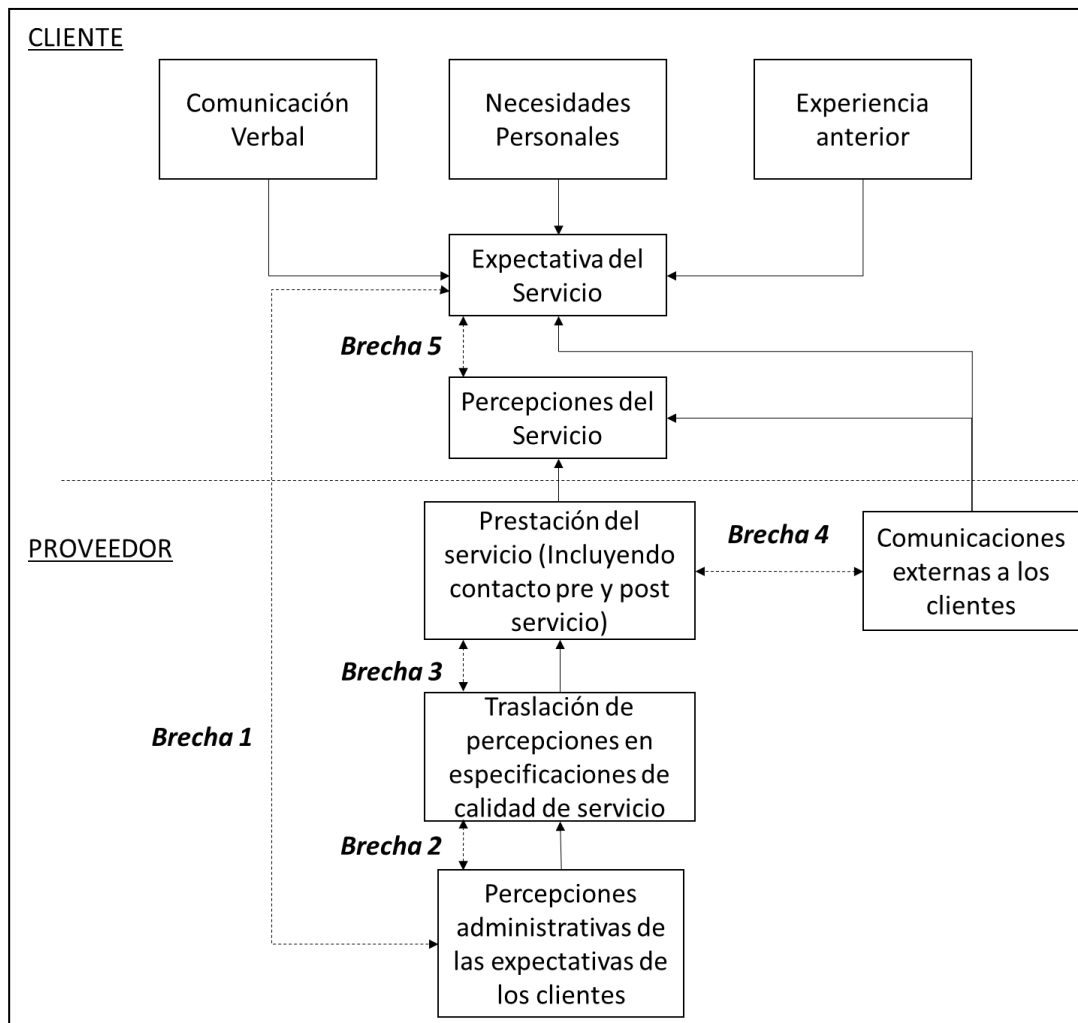 CLIENTE
Comunicación
Verbal
Necesidades
Personales
Experiencia
anterior
Expectativa del
Servicio
Brecha 5
Percepciones del
Servicio
PROVEEDOR
Prestación del
servicio (Incluyendo
contacto pre y post
servicio)
Brecha 4
Comunicaciones
externas a los
clientes
Brecha 3
Brecha 1
Traslación de
percepciones en
especificaciones de
calidad de servicio
Brecha 2
Percepciones
administrativas de
las expectativas de
los clientes